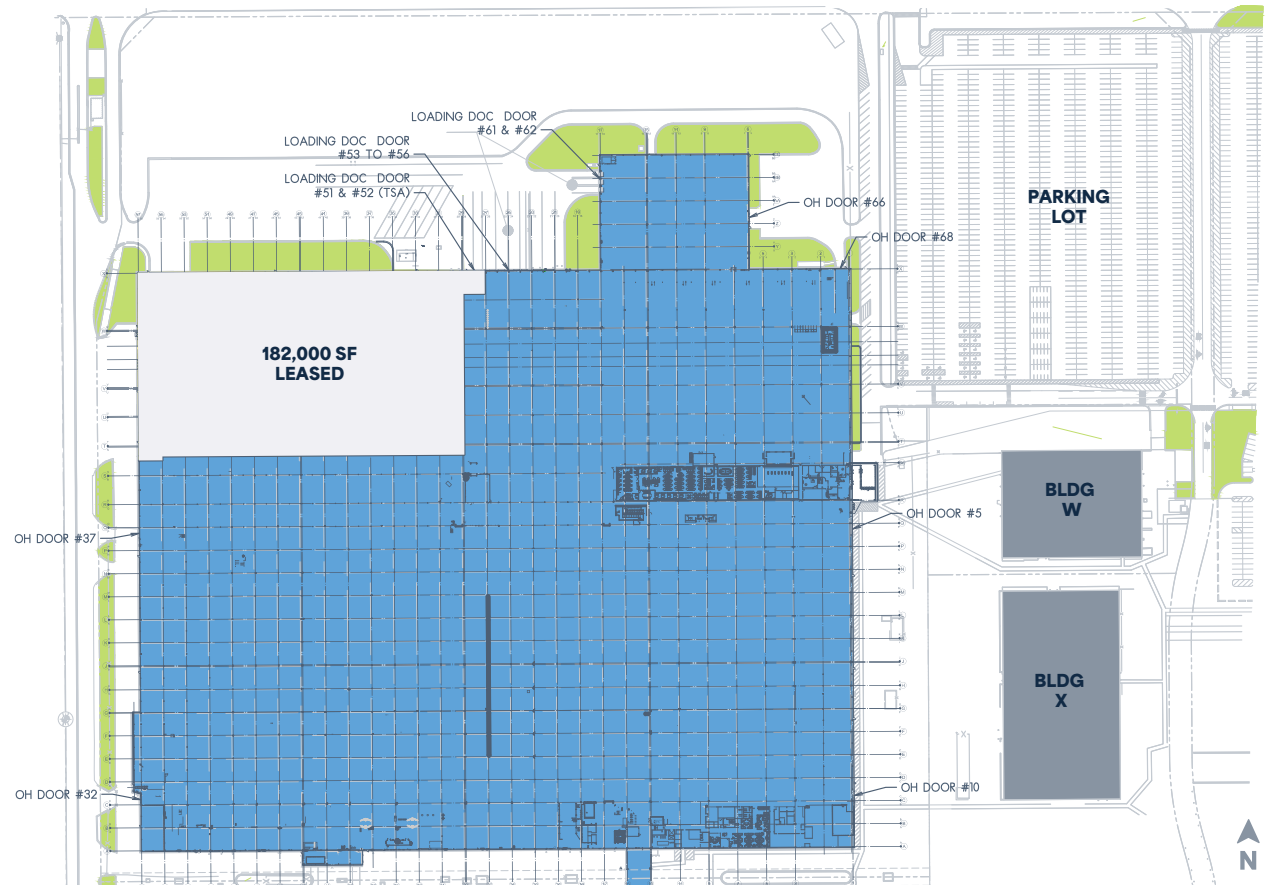 LOADING DOC DOOR
#61 & #62
LOADING DOC DOOR
#53 TO #56
LOADING DOC DOOR
#51 & #52 (TSA)
PARKING
LOT
OH DOOR #66
OH DOOR #68
182,000 SF
LEASED
BLDG
W
OH DOOR #5
OH DOOR #37
BLDG
X
OH DOOR #10
OH DOOR #32
N